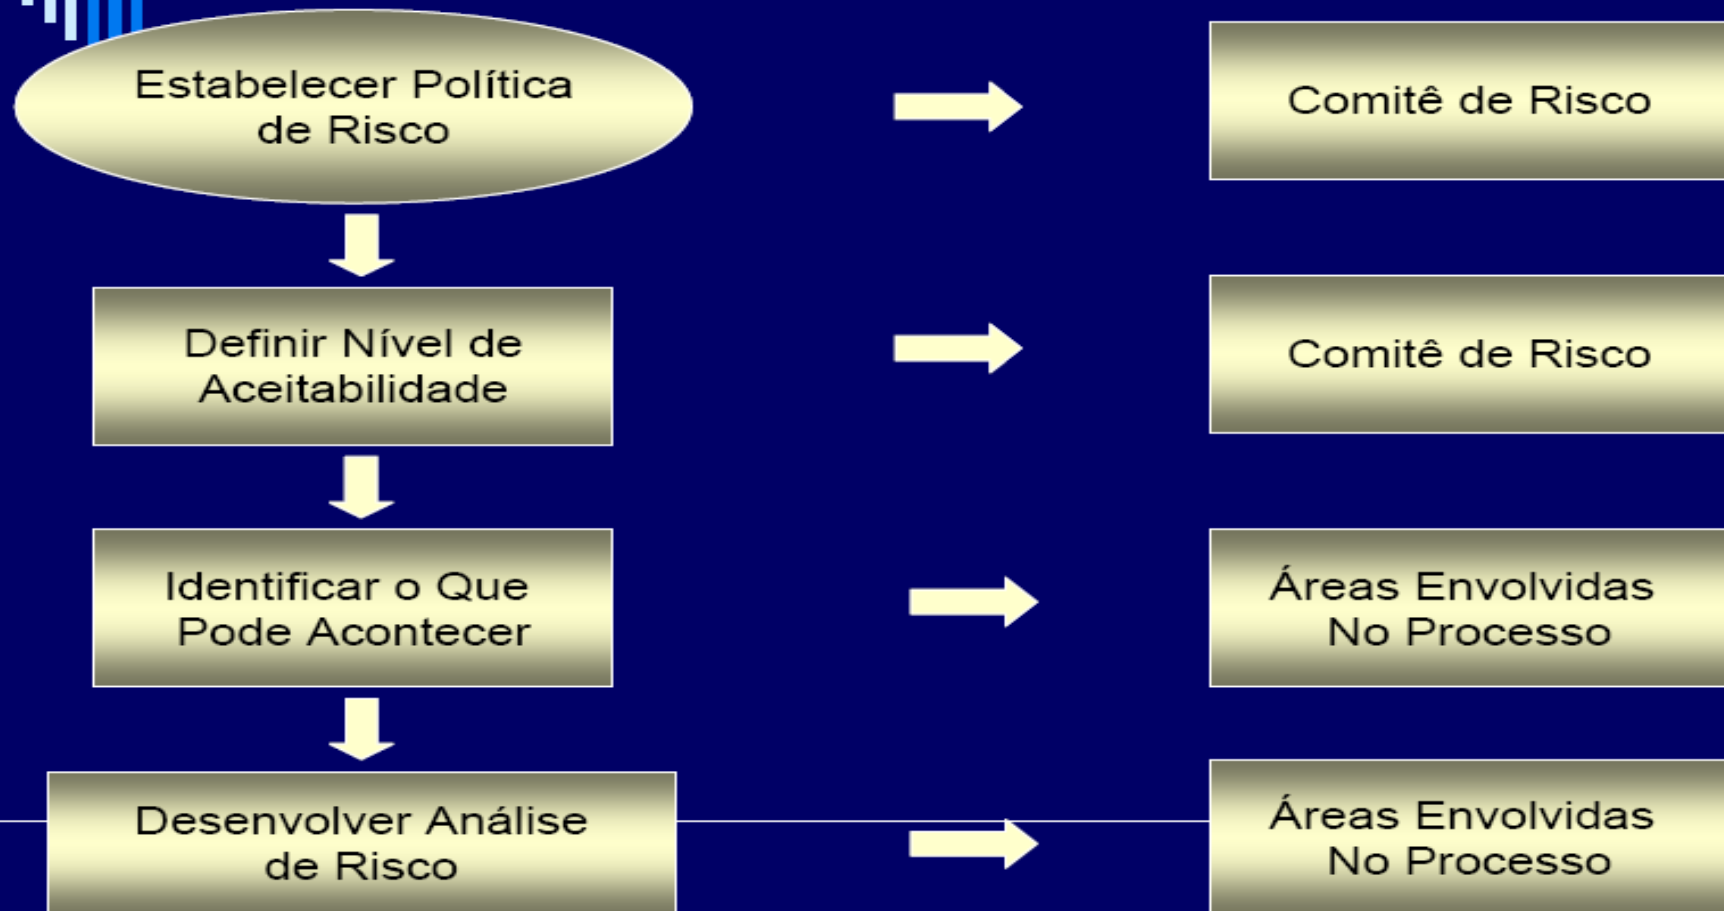 Estabelecer Política
de Risco
Comitê de Risco
Definir Nível de
Aceitabilidade
Comitê de Risco
Identificar o Que
Pode Acontecer
Áreas Envolvidas
No Processo
Desenvolver Análise
de Risco
Áreas Envolvidas
No Processo